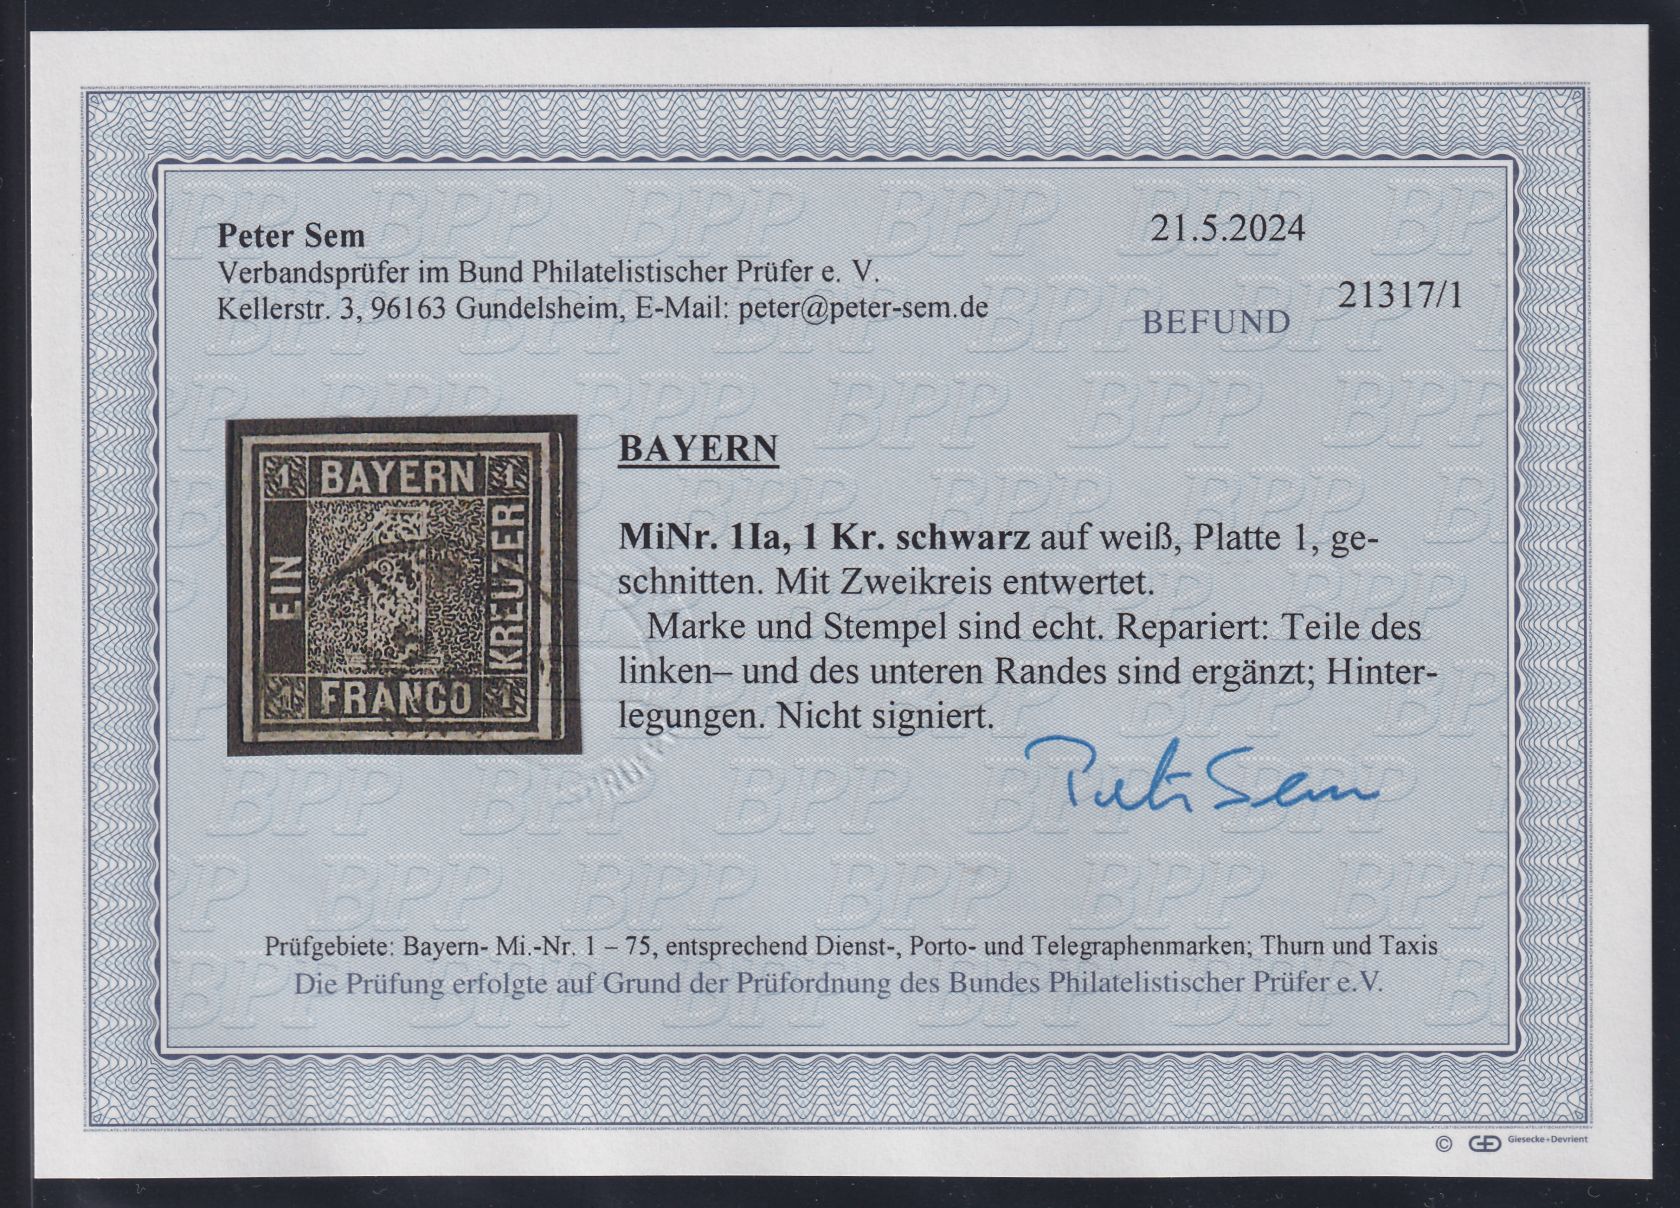 Peter Sem
Verbandsprüfer im Bund Philatelistischer Prüfer e. V.
Kellerstr. 3, 96163 Gundelsheim, E-Mail: peter@peter-sem.de
21.5.2024
21317/1
BEFUND
1 BAYERN 1
EIN
KREUZER
1 FRANCO 1
BAYERN
MiNr. 1Ia, 1 Kr. schwarz auf weiß, Platte 1, ge-
schnitten. Mit Zweikreis entwertet.
Marke und Stempel sind echt. Repariert: Teile des
linken– und des unteren Randes sind ergänzt; Hinter-
legungen. Nicht signiert.
Peter Sem
Prüfgebiete: Bayern- Mi.-Nr. 1 – 75, entsprechend Dienst-, Porto- und Telegraphenmarken; Thurn und Taxis
Die Prüfung erfolgte auf Grund der Prüfordnung des Bundes Philatelistischer Prüfer e.V.
© Giesecke+Devrient
BPP